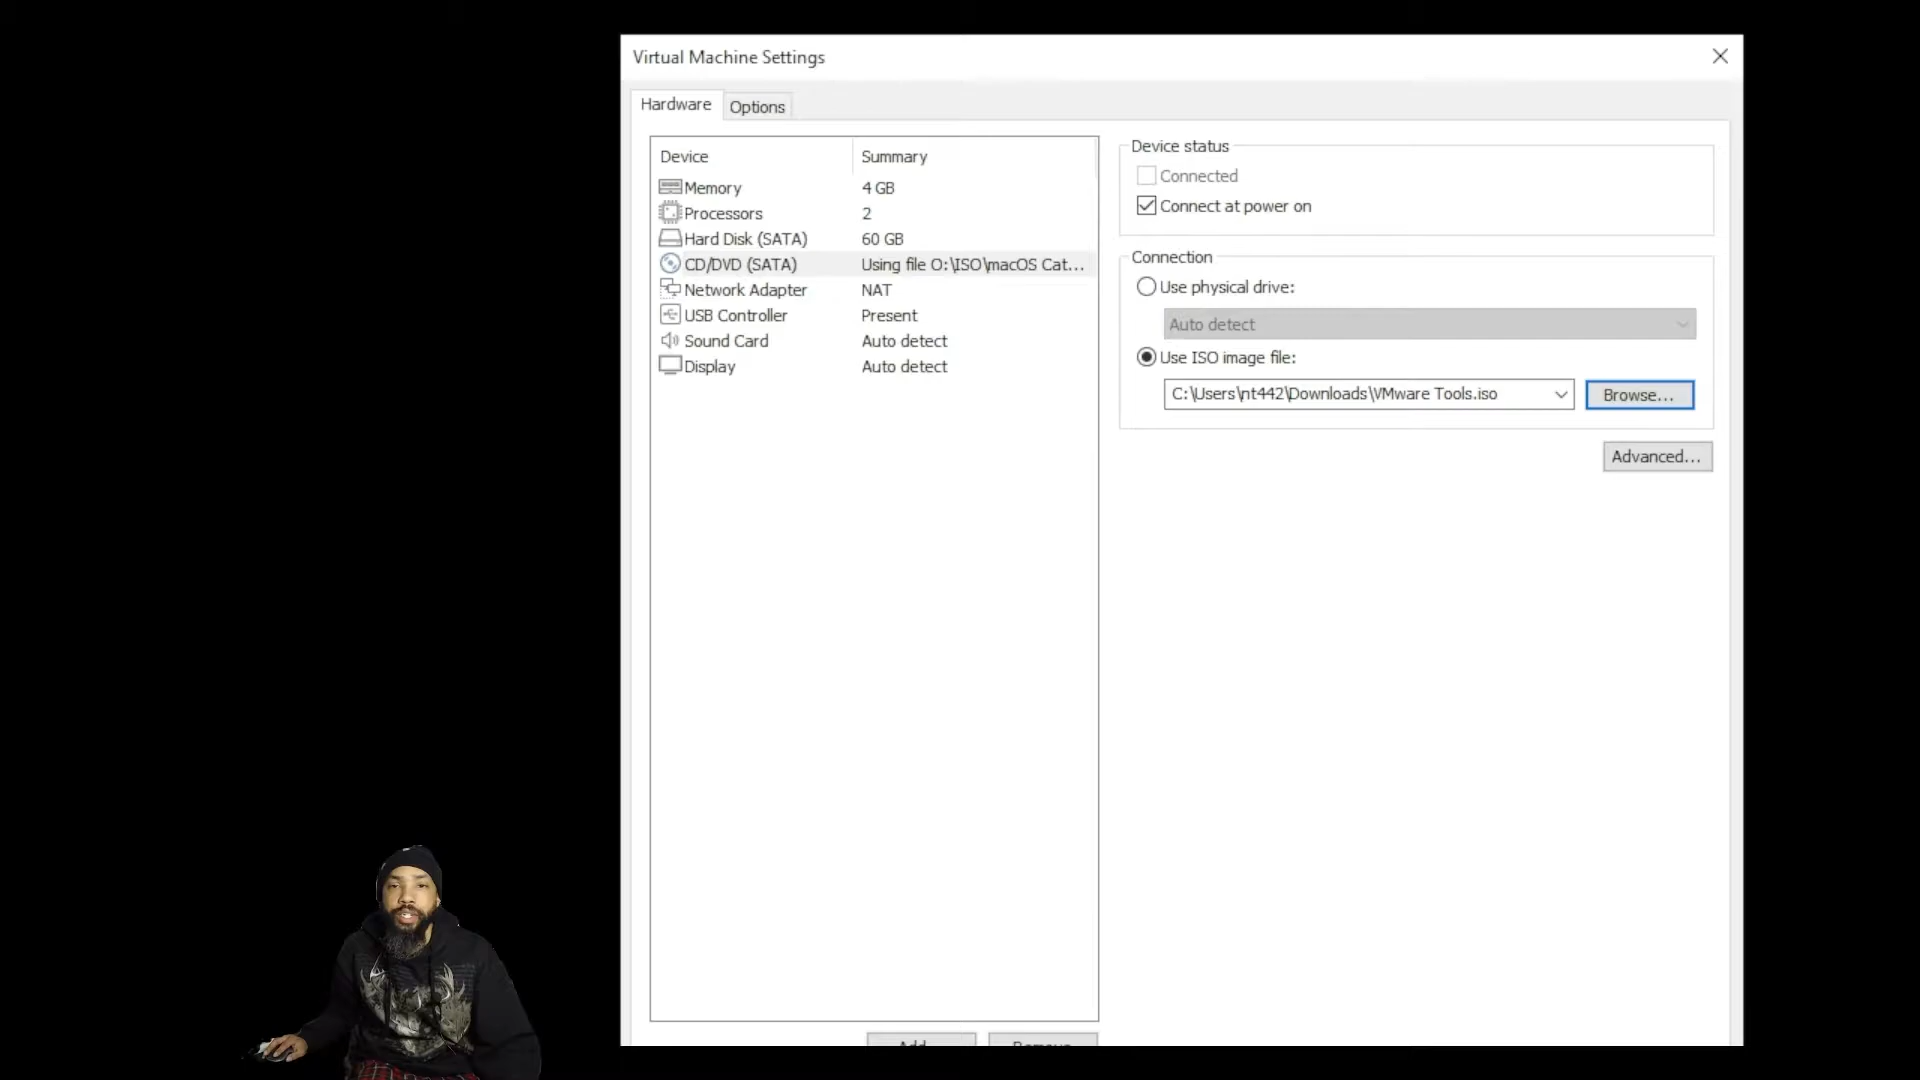 Virtual Machine Settings
Hardware
Options
Device Summary
Memory 4 GB
Processors 2
Hard Disk (SATA) 60 GB
CD/DVD (SATA) Using file O:\ISO\macOS Cat...
Network Adapter NAT
USB Controller Present
Sound Card Auto detect
Display Auto detect
Device status
Connected
Connect at power on
Connection
Use physical drive:
Auto detect
Use ISO image file:
C:\Users\nt442\Downloads\VMware Tools.iso
Browse...
Advanced...